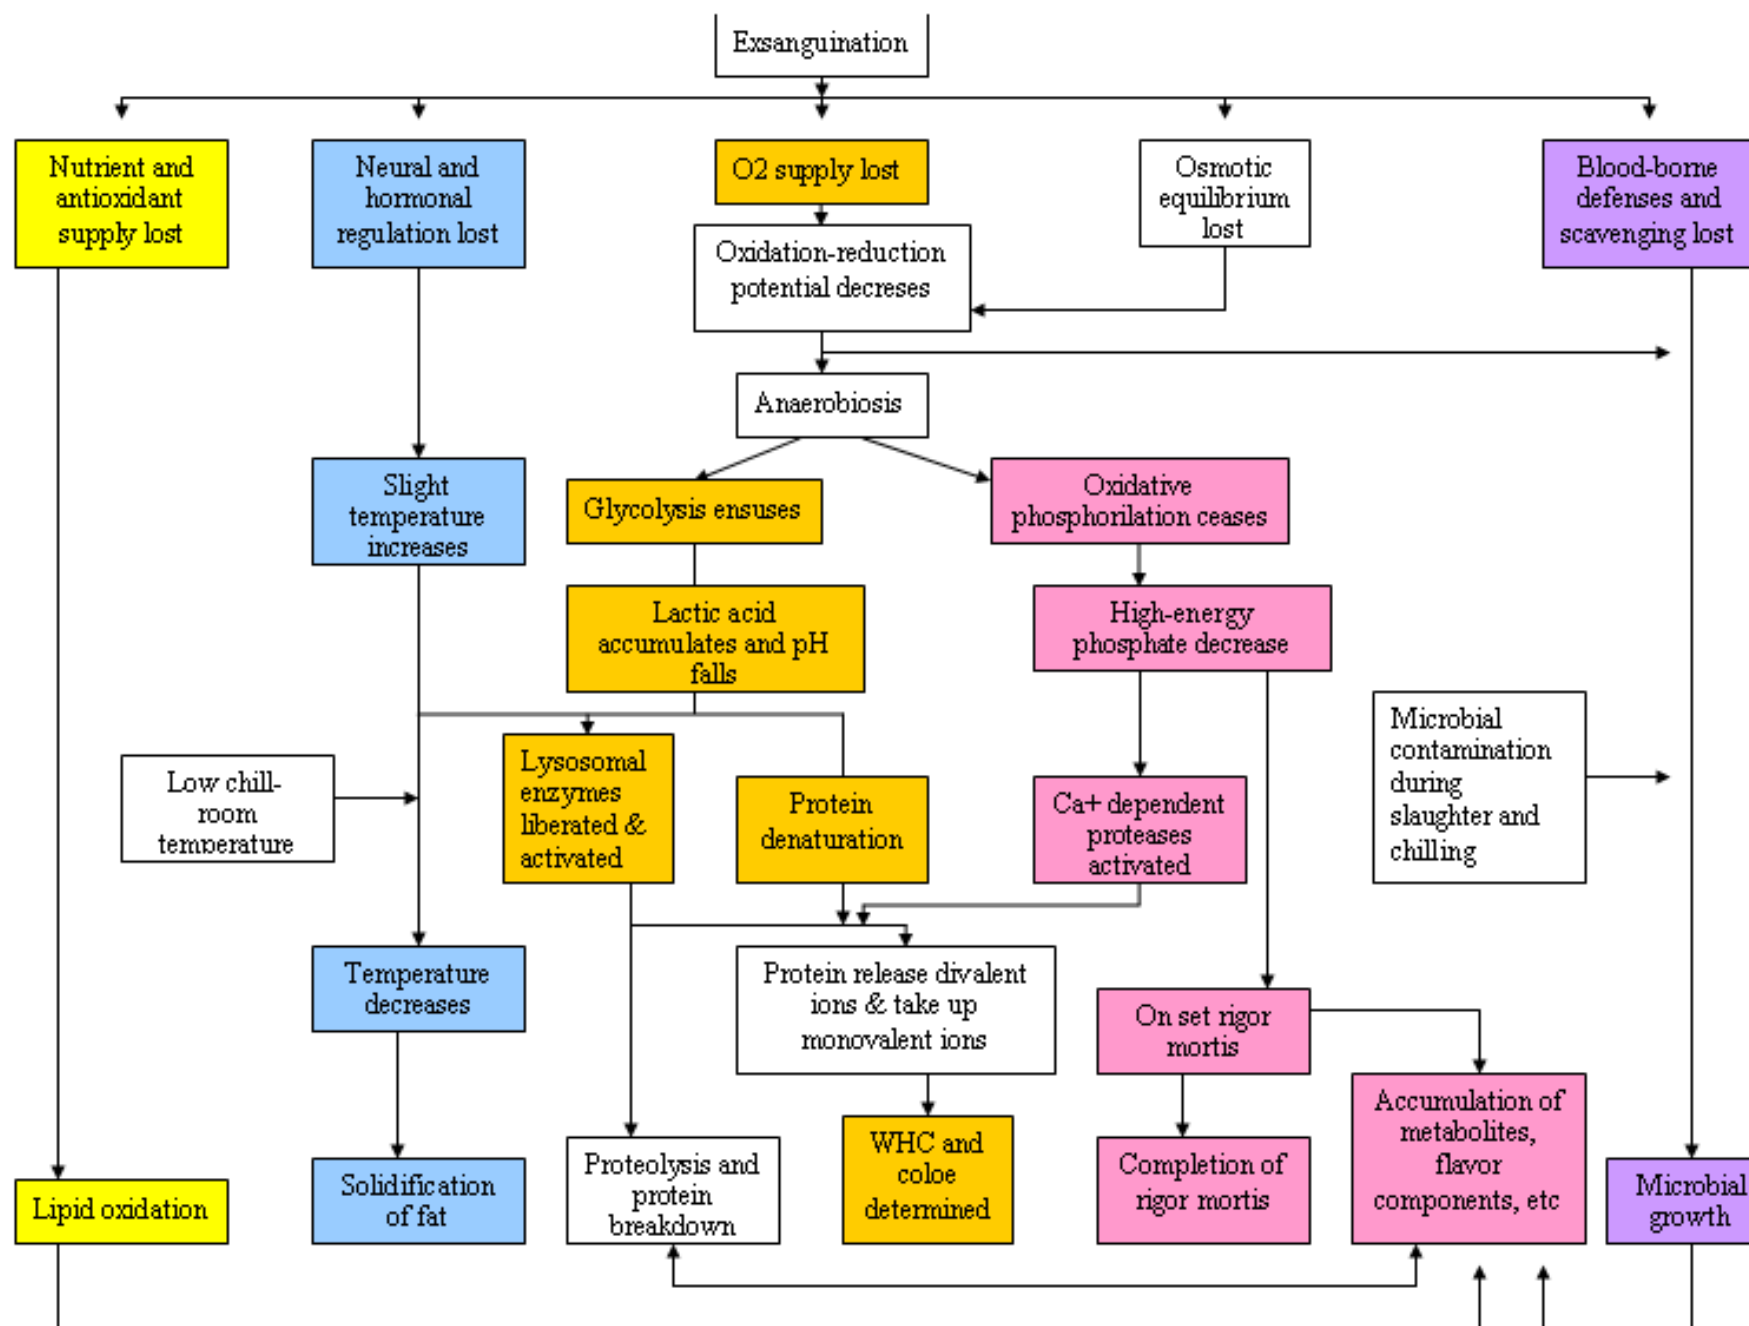 Exsanguination
Nutrient and
antioxidant
supply lost
Neural and
hormonal
regulation lost
O2 supply lost
Osmotic
equilibrium
lost
Blood-borne
defenses and
scavenging lost
Oxidation-reduction
potential decreses
Anaerobiosis
Slight
temperature
increases
Glycolysis ensuses
Oxidative
phosphorilation ceases
Lactic acid
accumulates and pH
falls
High-energy
phosphate decrease
Low chill-
room
temperature
Lysosomal
enzymes
liberated &
activated
Protein
denaturation
Ca+ dependent
proteases
activated
Microbial
contamination
during
slaughter and
chilling
Temperature
decreases
Protein release divalent
ions & take up
monovalent ions
On set rigor
mortis
Lipid oxidation
Solidification
of fat
Proteolysis and
protein
breakdown
WHC and
coloe
determined
Completion of
rigor mortis
Accumulation of
metabolites,
flavor
components, etc
Microbial
growth